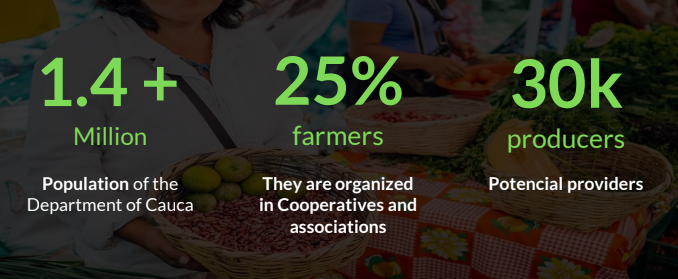 1.4 +
Million
Population of the
Department of Cauca
25%
farmers
They are organized
in Cooperatives and
associations
30k
producers
Potencial providers